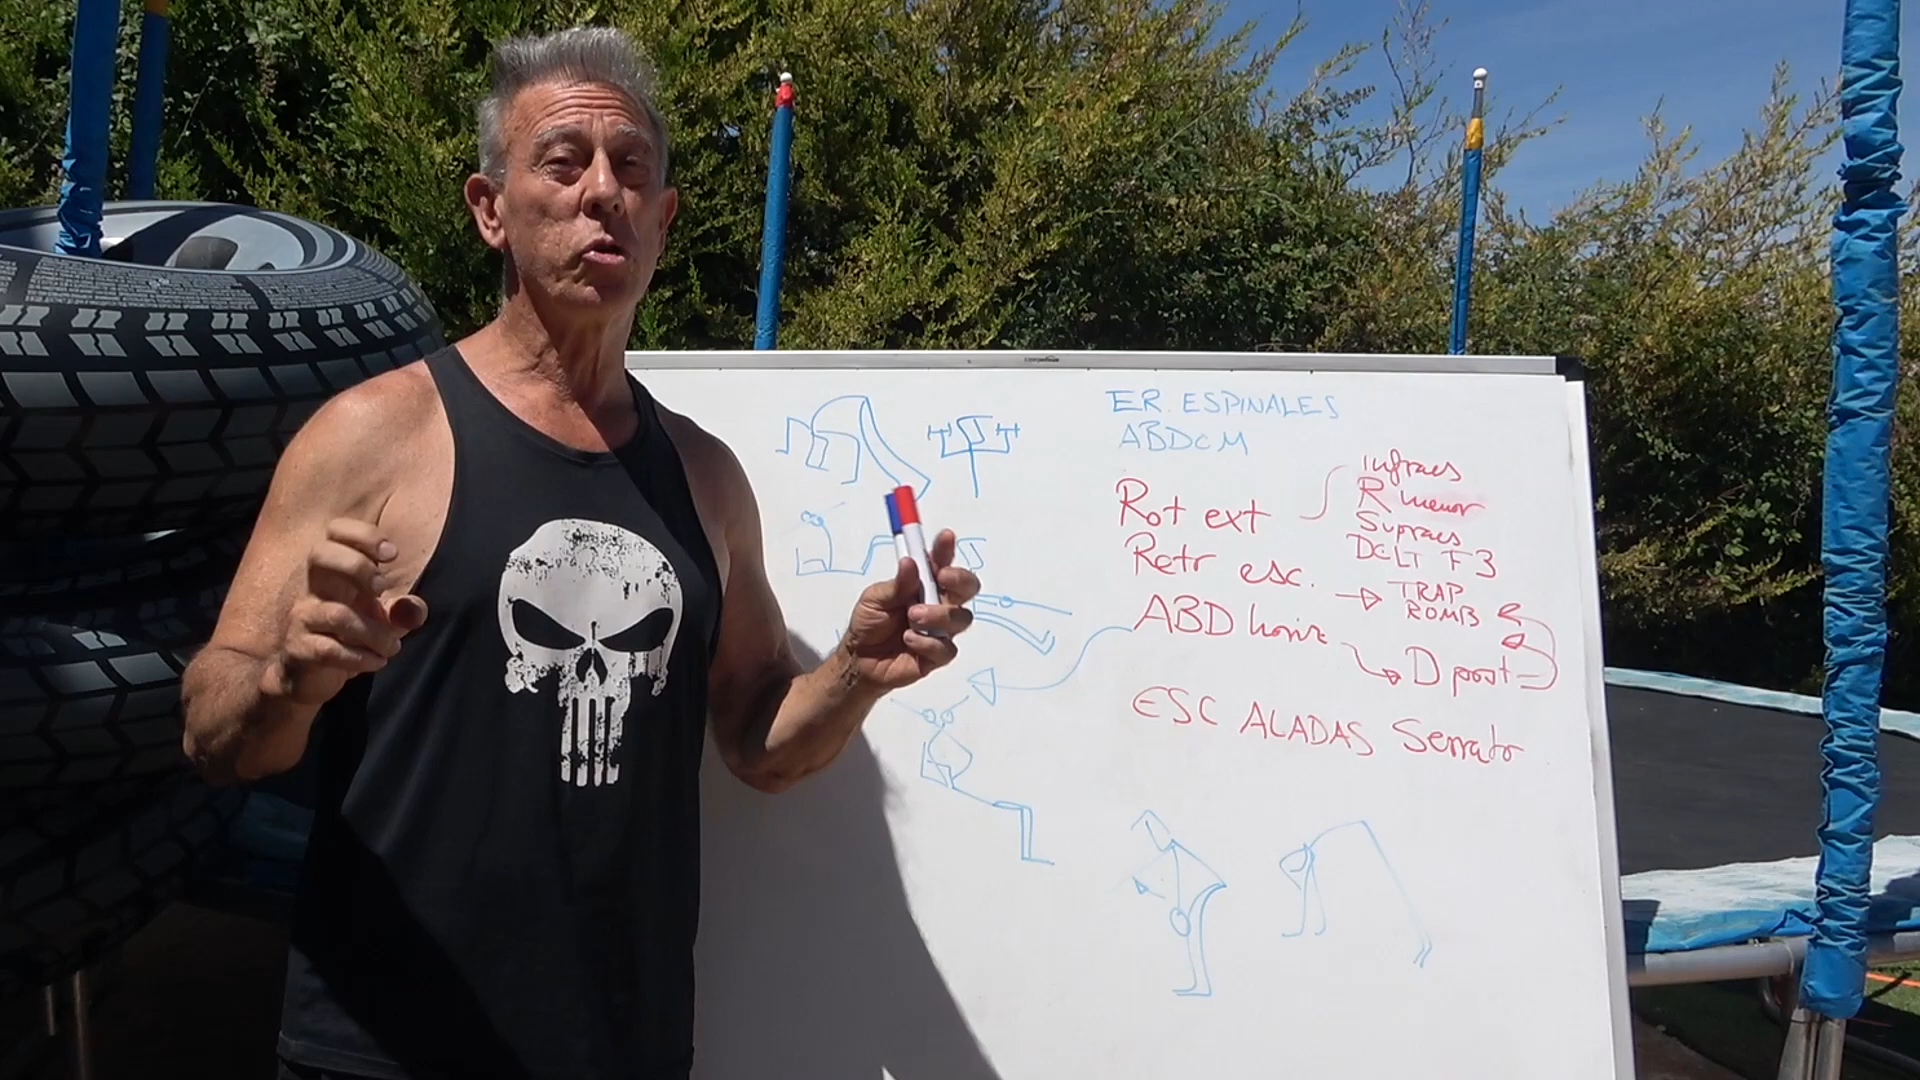 ER. ESPINALES
ABDOM
Rot ext
Infraes
R menor
Supraes
DELT F3
Retr esc.
TRAP
ROMB
ABD horiz
D post
ESC ALADAS Serrato